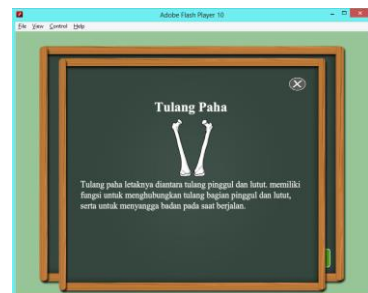 Adobe Flash Player 10
File View Control Help
Tulang Paha
Tulang paha letaknya diantara tulang pinggul dan lutut. memiliki
fungsi untuk menghubungkan tulang bagian pinggul dan lutut,
serta untuk menyangga badan pada saat berjalan.